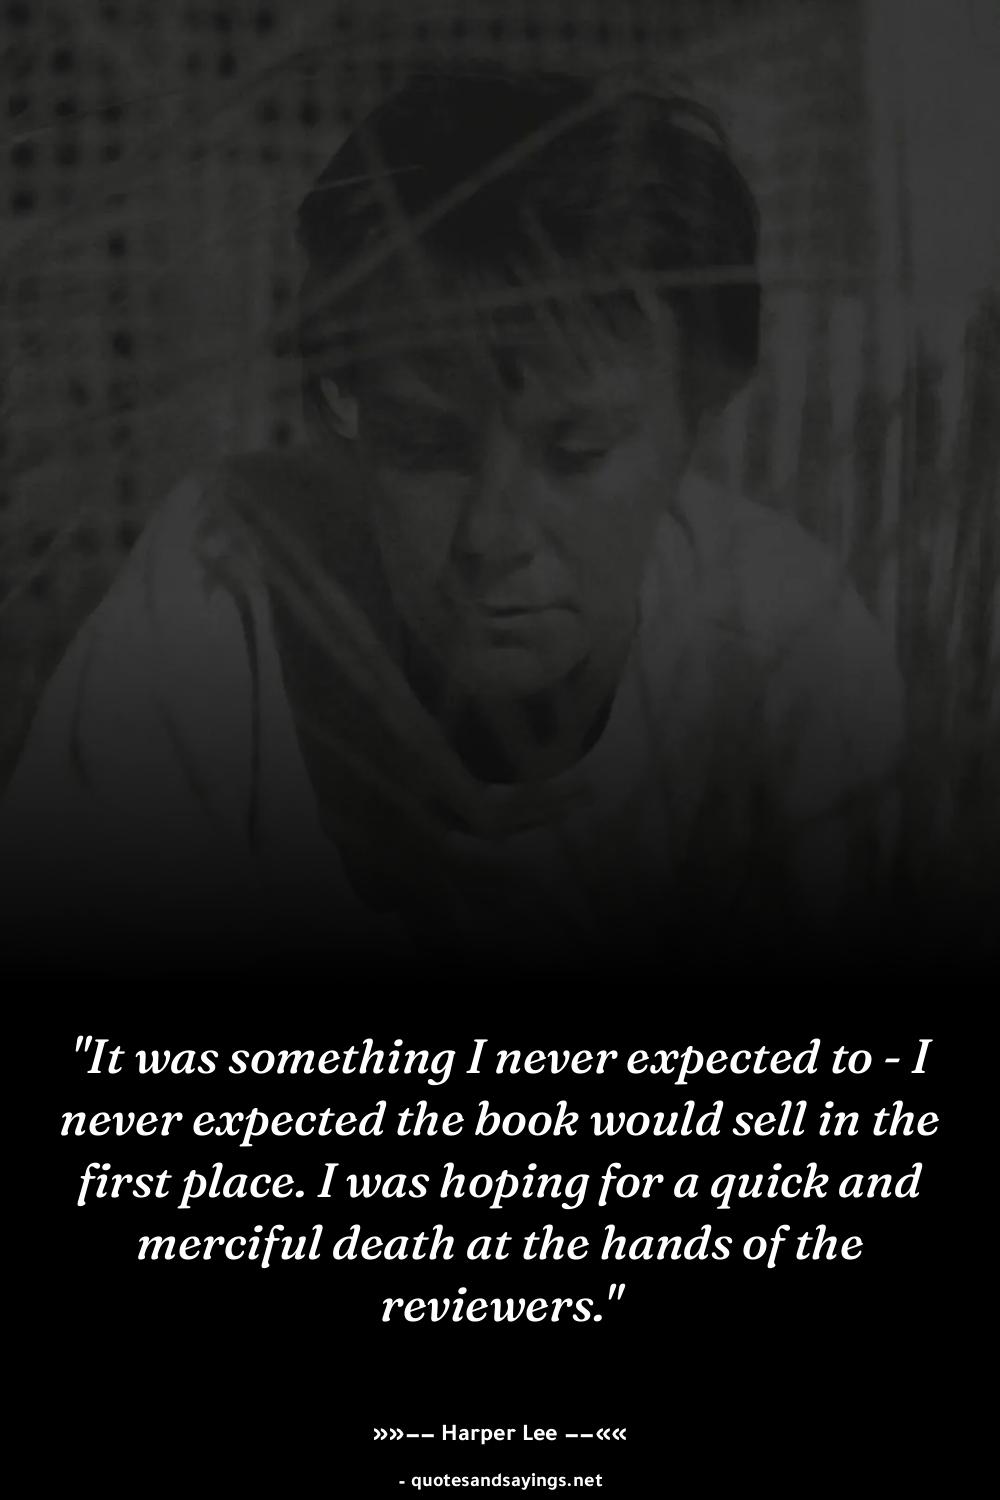 "It was something I never expected to - I
never expected the book would sell in the
first place. I was hoping for a quick and
merciful death at the hands of the
reviewers."
»»–– Harper Lee ––««
- quotesandsayings.net